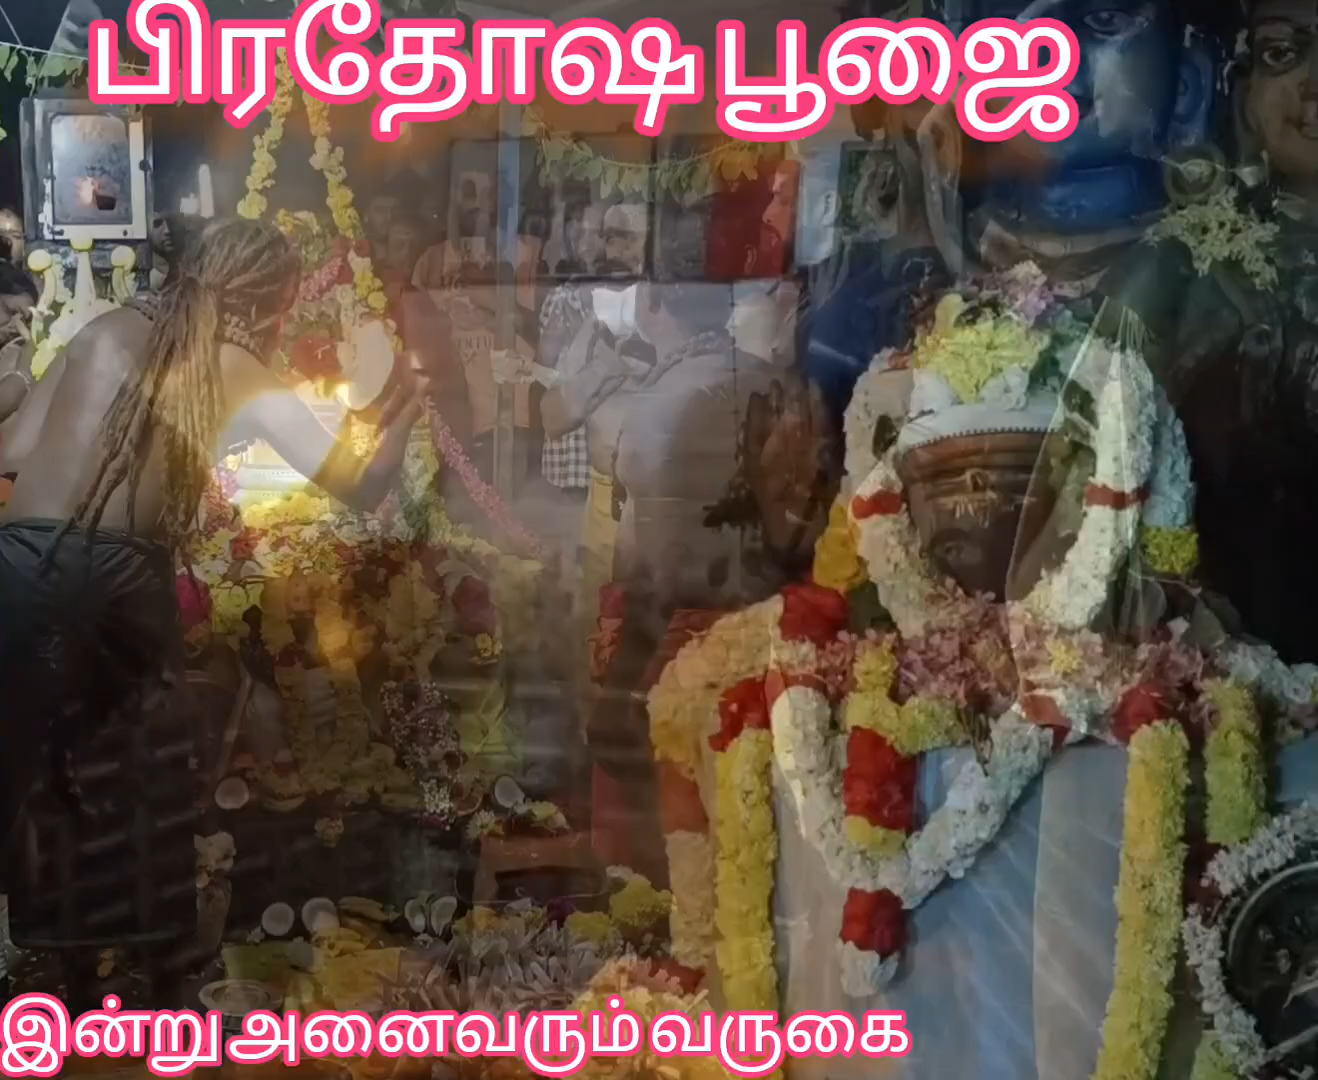 பிரதோஷ பூஜை
இன்று அனைவரும் வருகை